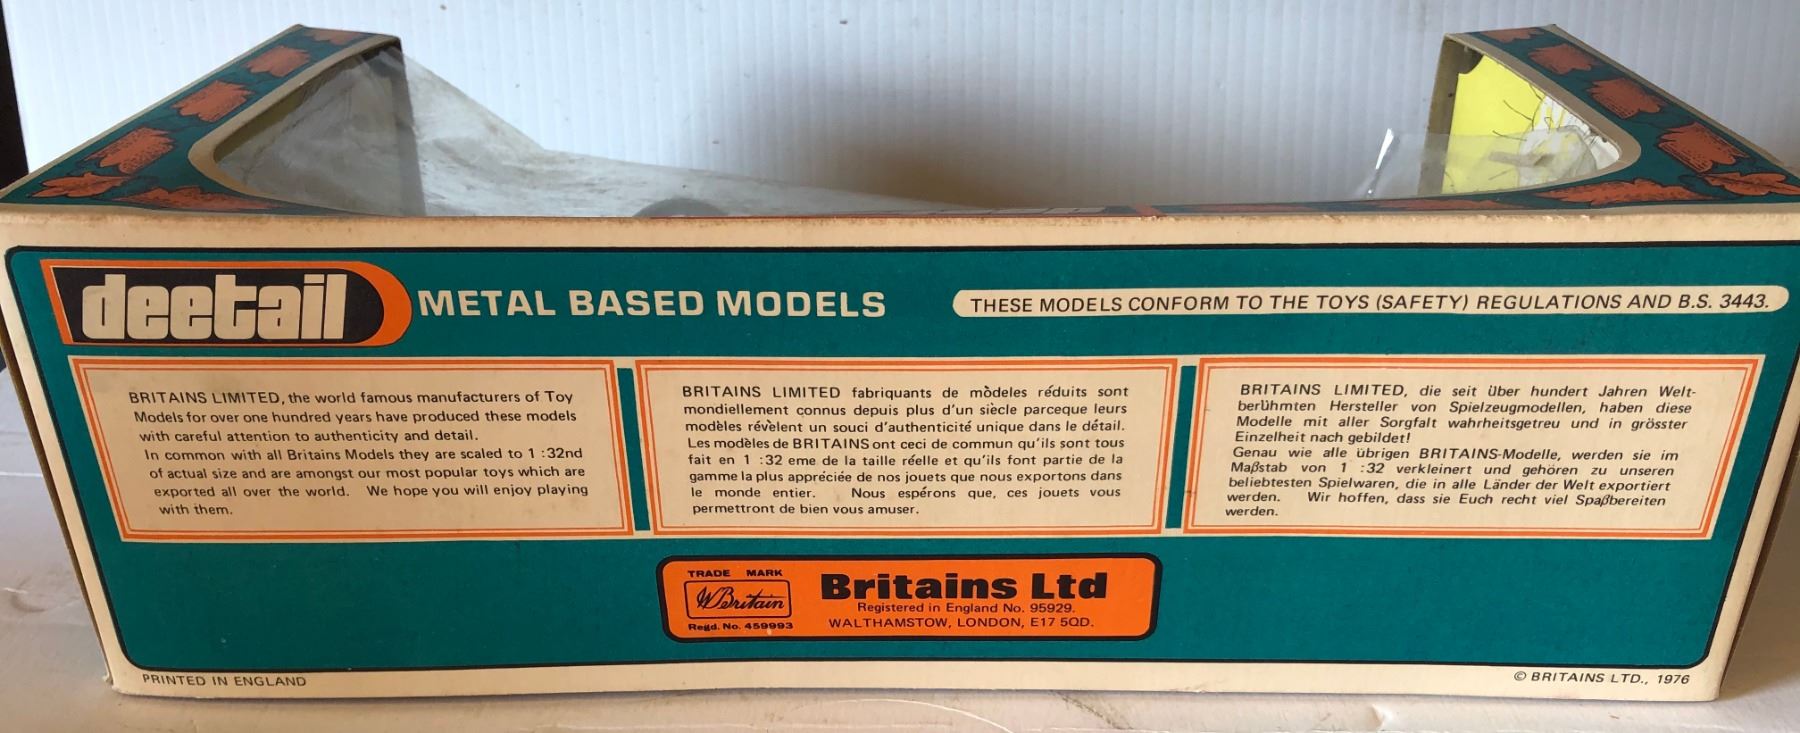 deetail
METAL BASED MODELS
THESE MODELS CONFORM TO THE TOYS (SAFETY) REGULATIONS AND B.S. 3443.
BRITAINS LIMITED, the world famous manufacturers of Toy
Models for over one hundred years have produced these models
with careful attention to authenticity and detail.
In common with all Britains Models they are scaled to 1 :32nd
of actual size and are amongst our most popular toys which are
exported all over the world. We hope you will enjoy playing
with them.
BRITAINS LIMITED fabriquants de mòdeles réduits sont
mondiellement connus depuis plus d'un siècle parceque leurs
modèles révèlent un souci d'authenticité unique dans le détail.
Les modèles de BRITAINS ont ceci de commun qu'ils sont tous
fait en 1 :32 eme de la taille réelle et qu'ils font partie de la
gamme la plus appréciée de nos jouets que nous exportons dans
le monde entier. Nous espérons que, ces jouets vous
permettront de bien vous amuser.
BRITAINS LIMITED, die seit über hundert Jahren Welt-
berühmten Hersteller von Spielzeugmodellen, haben diese
Modelle mit aller Sorgfalt wahrheitsgetreu und in grösster
Einzelheit nach gebildet!
Genau wie alle übrigen BRITAINS-Modelle, werden sie im
Maßstab von 1 :32 verkleinert und gehören zu unseren
beliebtesten Spielwaren, die in alle Länder der Welt exportiert
werden. Wir hoffen, dass sie Euch recht viel Spaßbereiten
werden.
TRADE MARK
W Britain
Regd. No. 459993
Britains Ltd
Registered in England No. 95929.
WALTHAMSTOW, LONDON, E17 5QD.
PRINTED IN ENGLAND
© BRITAINS LTD., 1976